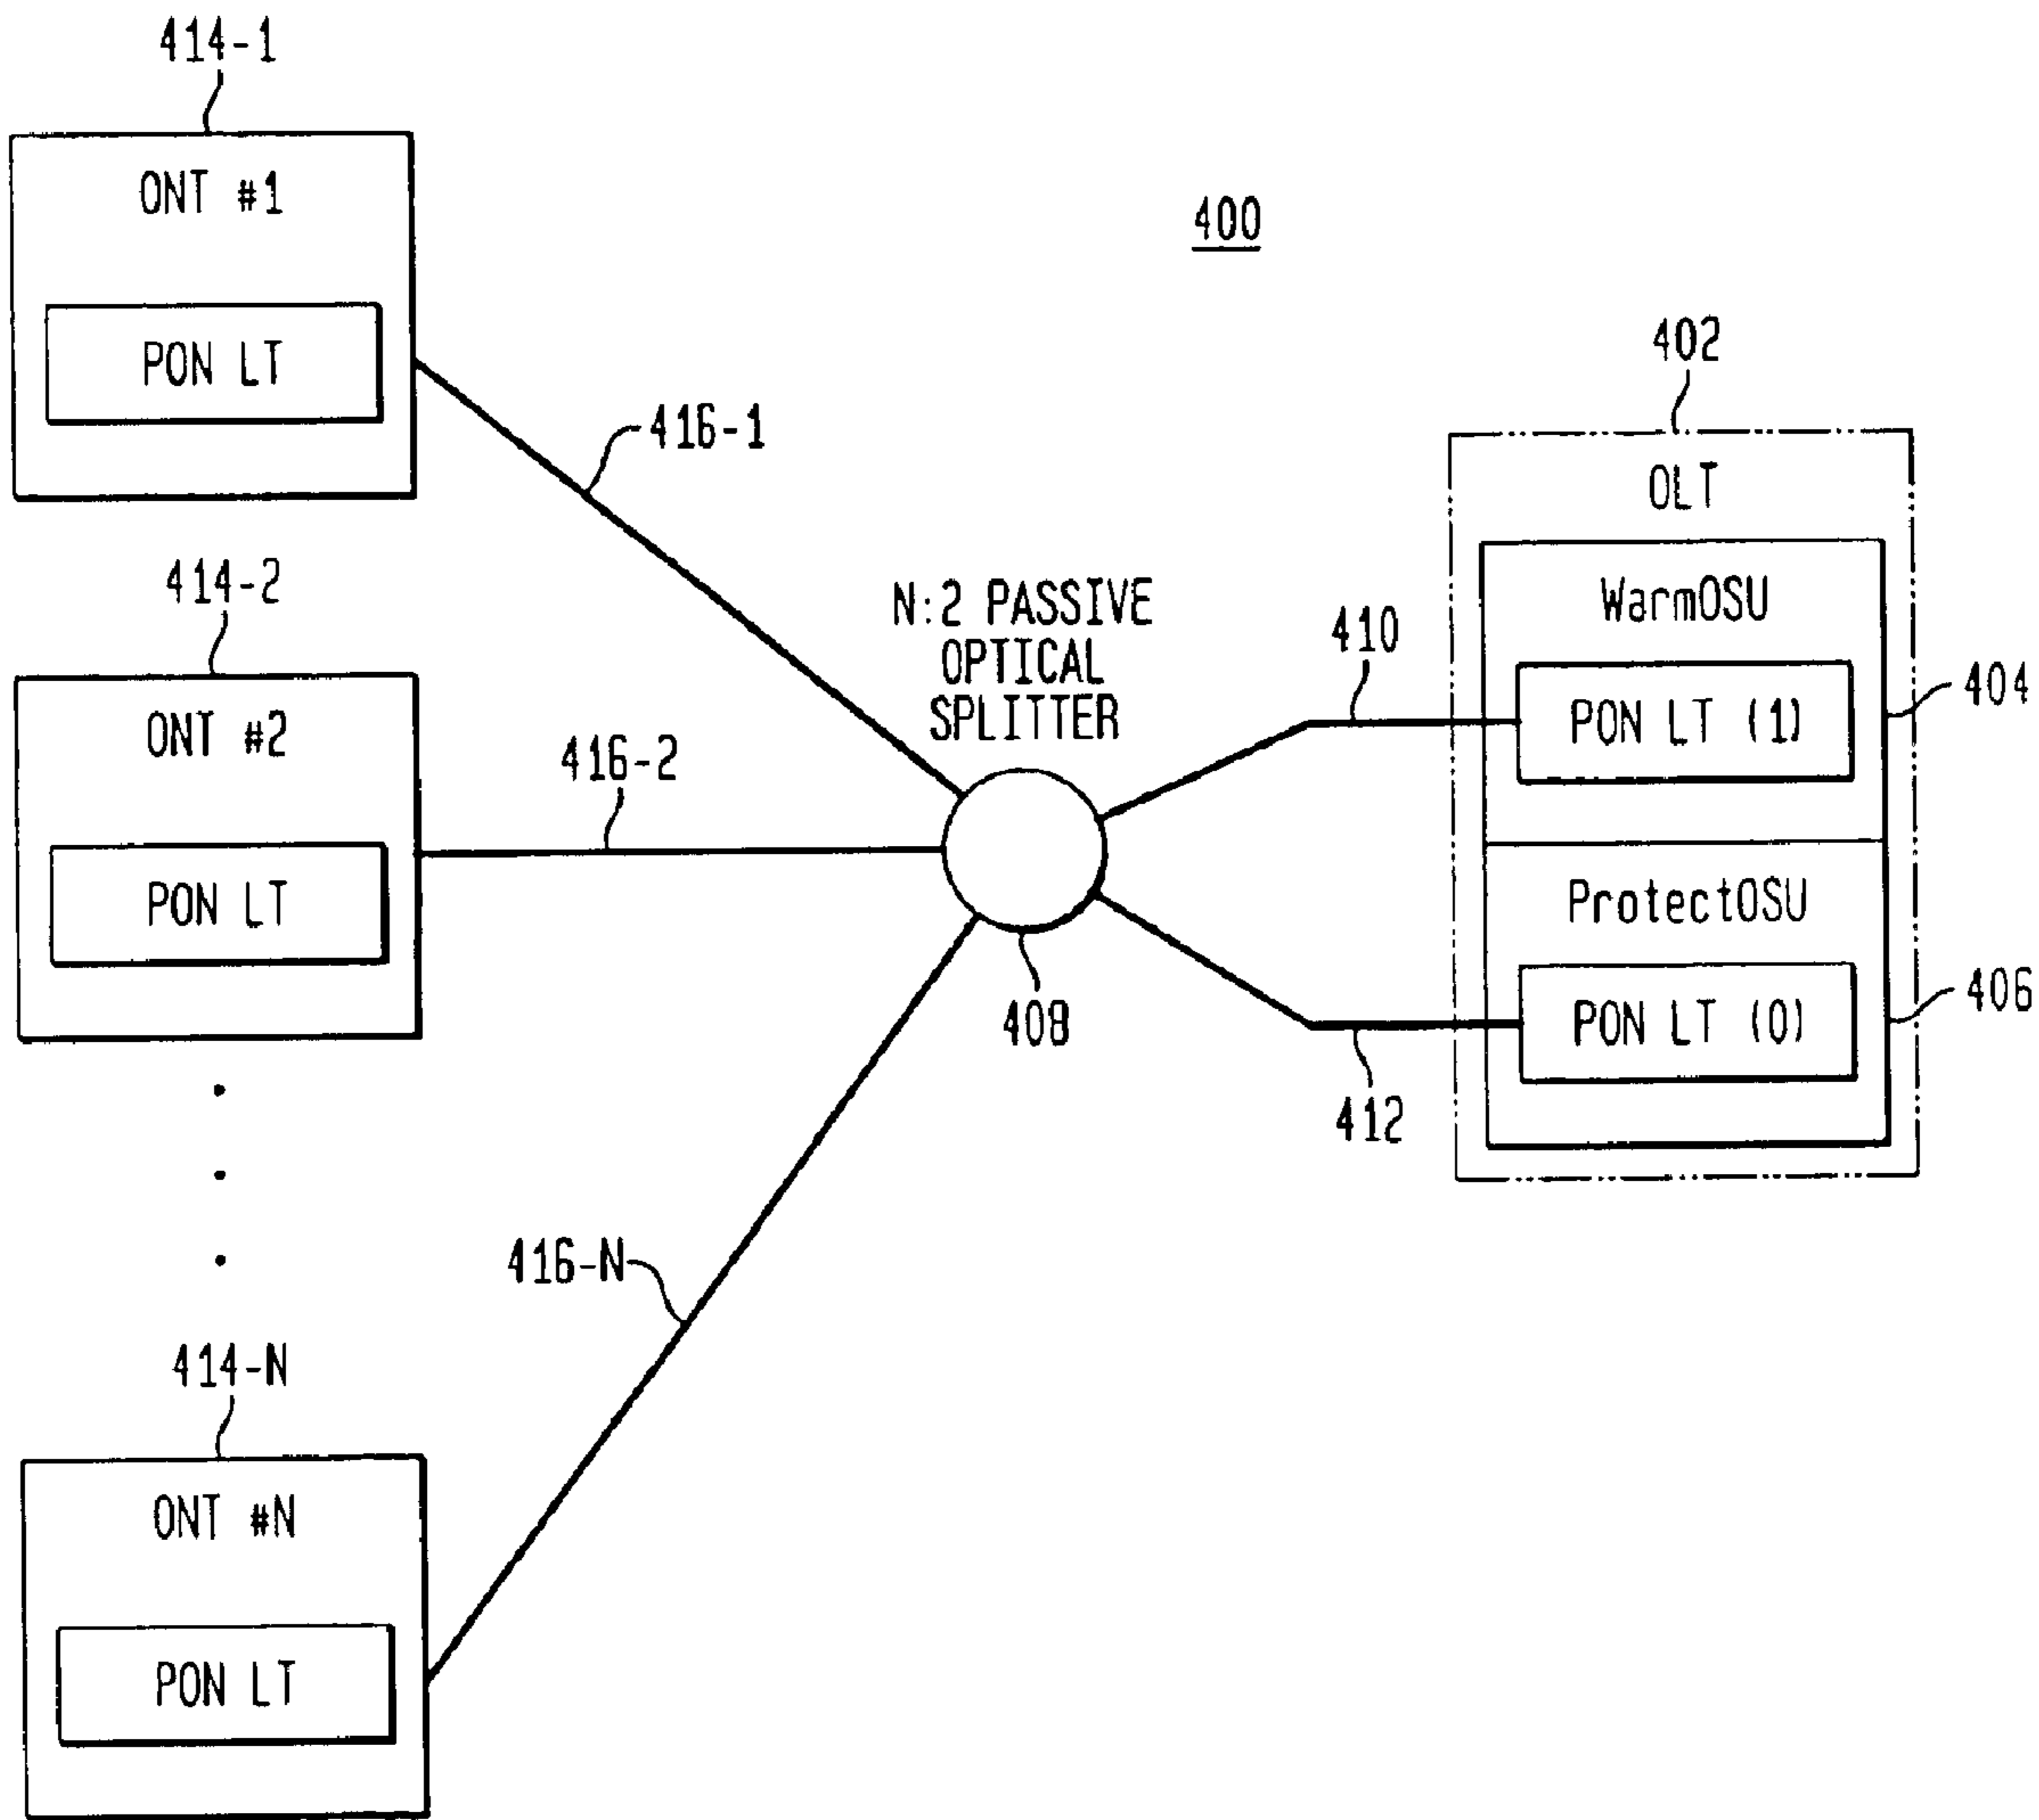 414-1
ONT #1
PON LT
416-1
400
402
OLT
WarmOSU
PON LT (1)
404
410
N:2 PASSIVE
OPTICAL
SPLITTER
414-2
ONT #2
PON LT
416-2
408
ProtectOSU
PON LT (0)
406
412
416-N
414-N
ONT #N
PON LT